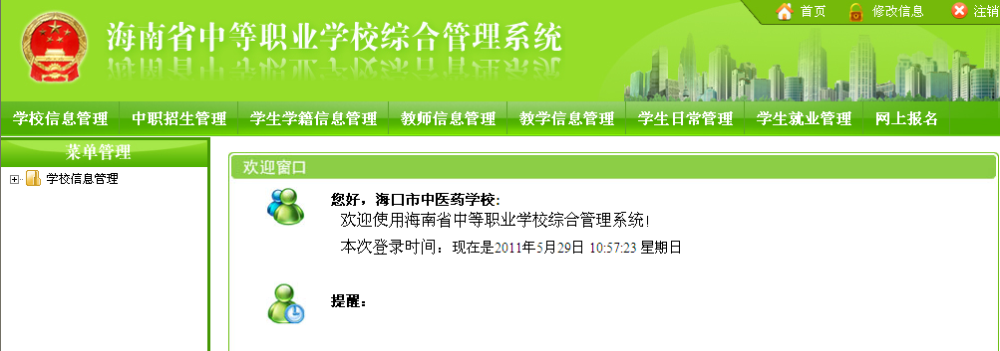 首页 修改信息 注销
海南省中等职业学校综合管理系统
学校信息管理 中职招生管理 学生学籍信息管理 教师信息管理 教学信息管理 学生日常管理 学生就业管理 网上报名
菜单管理
学校信息管理
欢迎窗口
您好，海口市中医药学校:
欢迎使用海南省中等职业学校综合管理系统!
本次登录时间：现在是2011年5月29日 10:57:23 星期日
提醒：